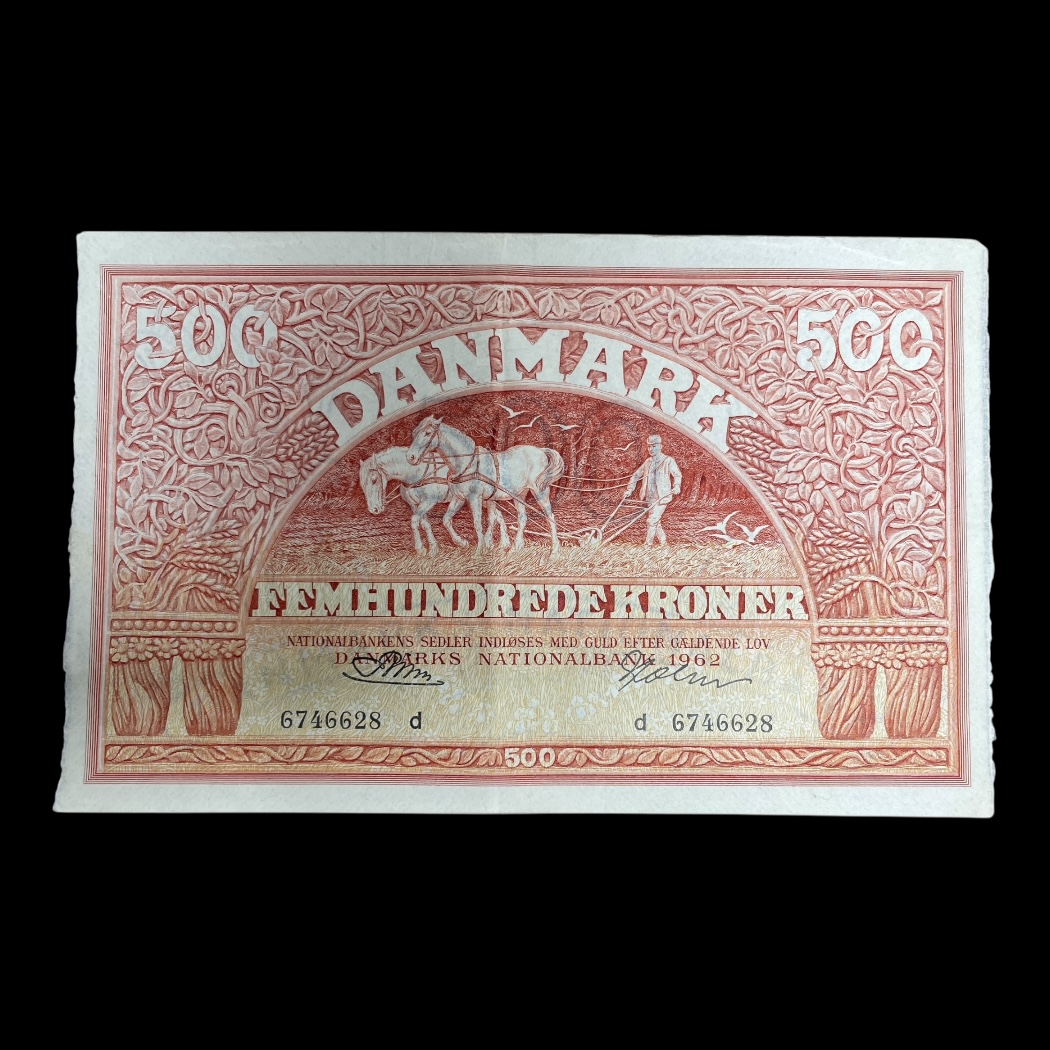 500 500
DANMARK
FEMHUNDREDE KRONER
NATIONALBANKENS SEDLER INDLØSES MED GULD EFTER GÆLDENDE LOV
DANMARKS NATIONALBANK 1962
6746628 d d 6746628
500